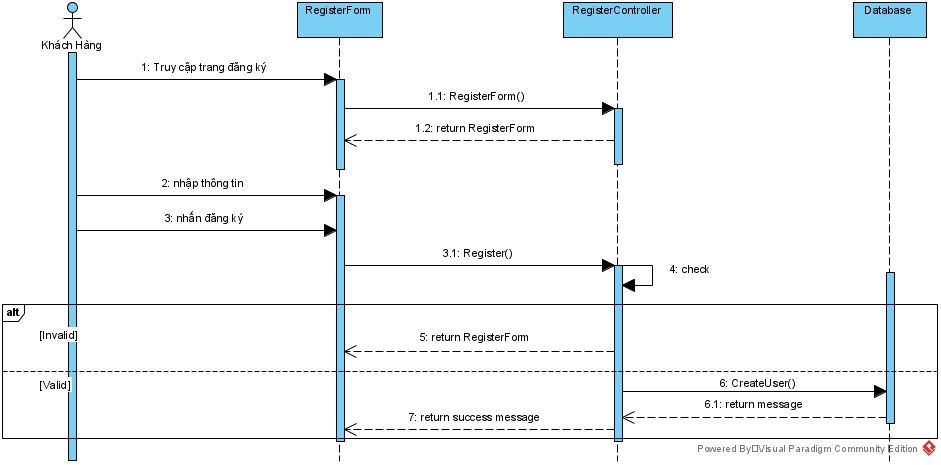 RegisterForm
RegisterController
Database
Khách Hàng
1: Truy cập trang đăng ký
1.1: RegisterForm()
1.2: return RegisterForm
2: nhập thông tin
3: nhấn đăng ký
3.1: Register()
4: check
alt
[Invalid]
5: return RegisterForm
[Valid]
6: CreateUser()
6.1: return message
7: return success message
Powered By□Visual Paradigm Community Edition